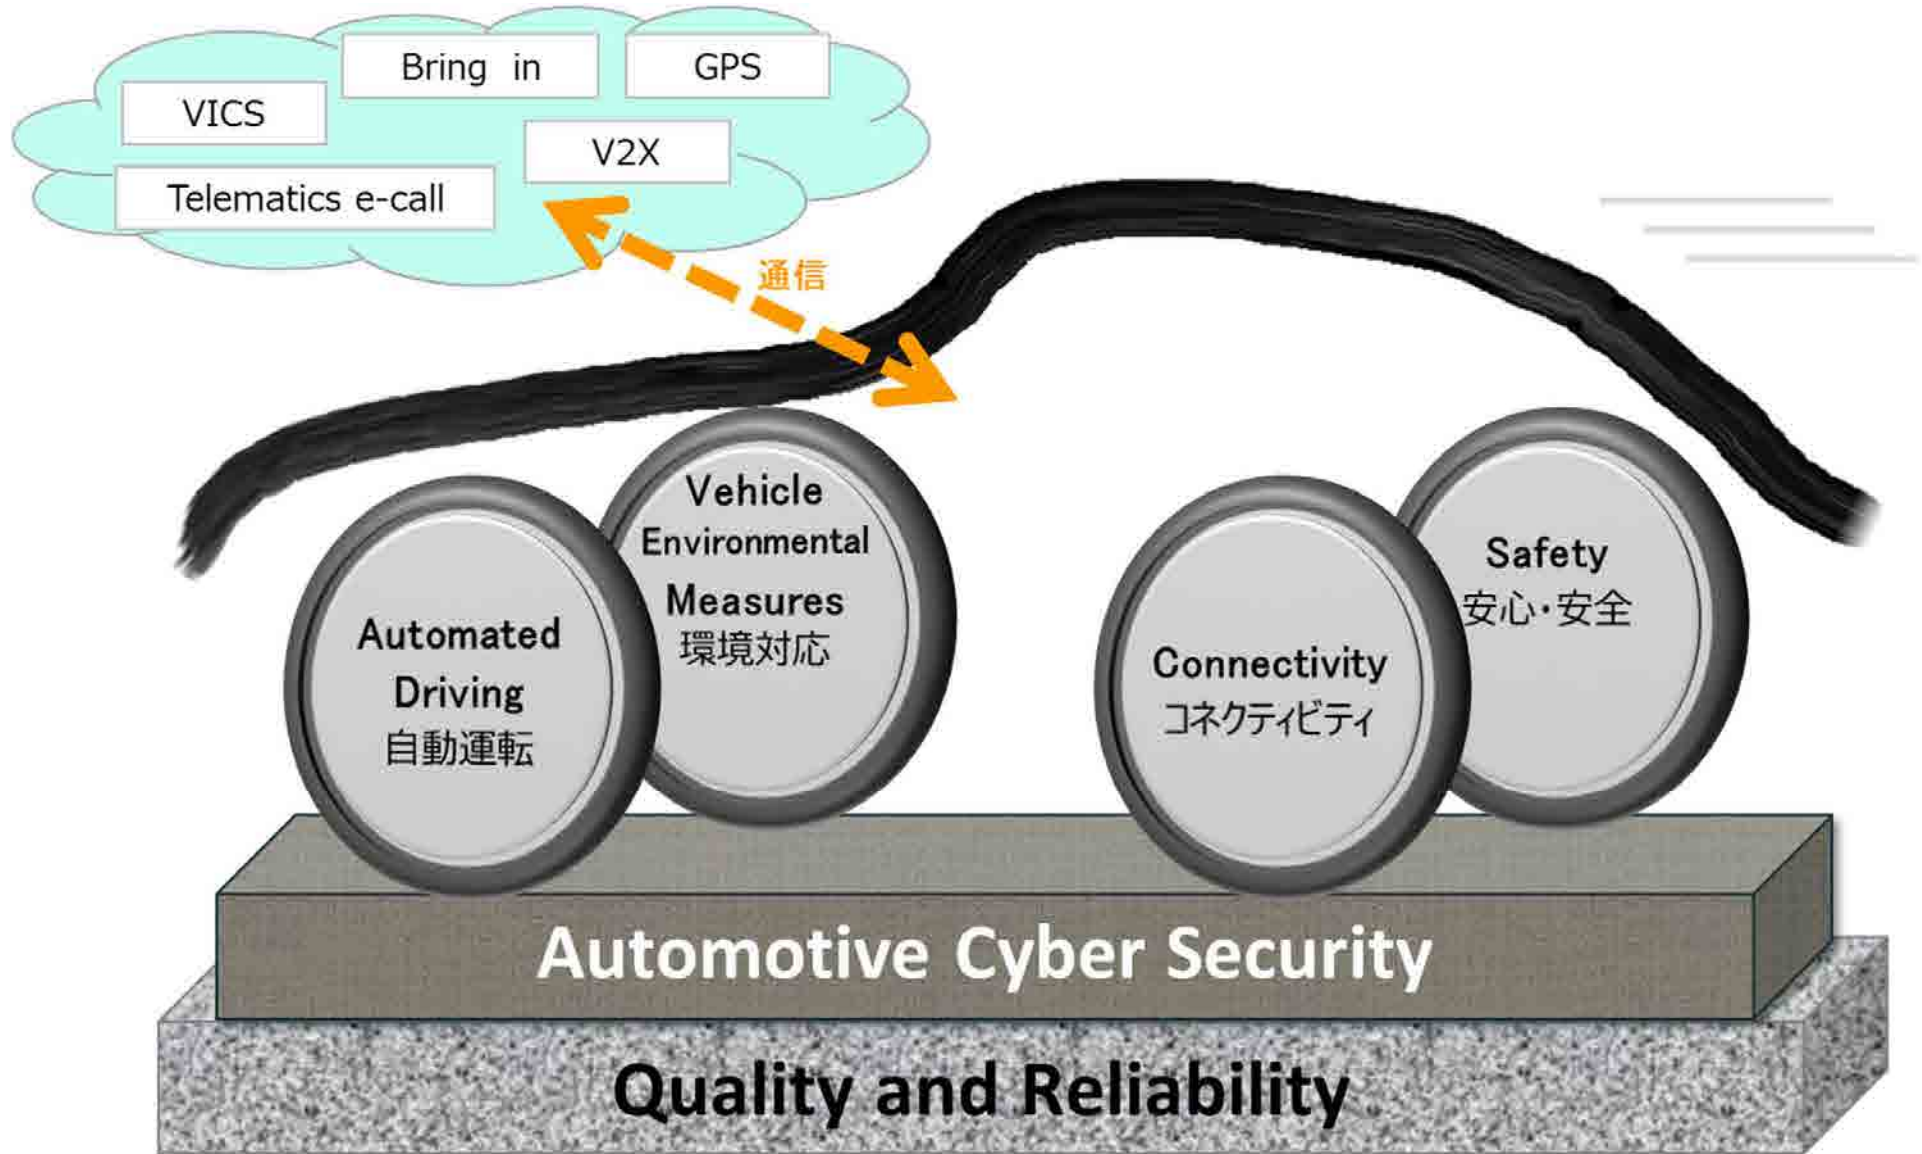 Bring in
GPS
VICS
V2X
Telematics e-call
通信
Vehicle
Environmental
Measures
環境対応
Automated
Driving
自動運転
Safety
安心・安全
Connectivity
コネクティビティ
Automotive Cyber Security
Quality and Reliability